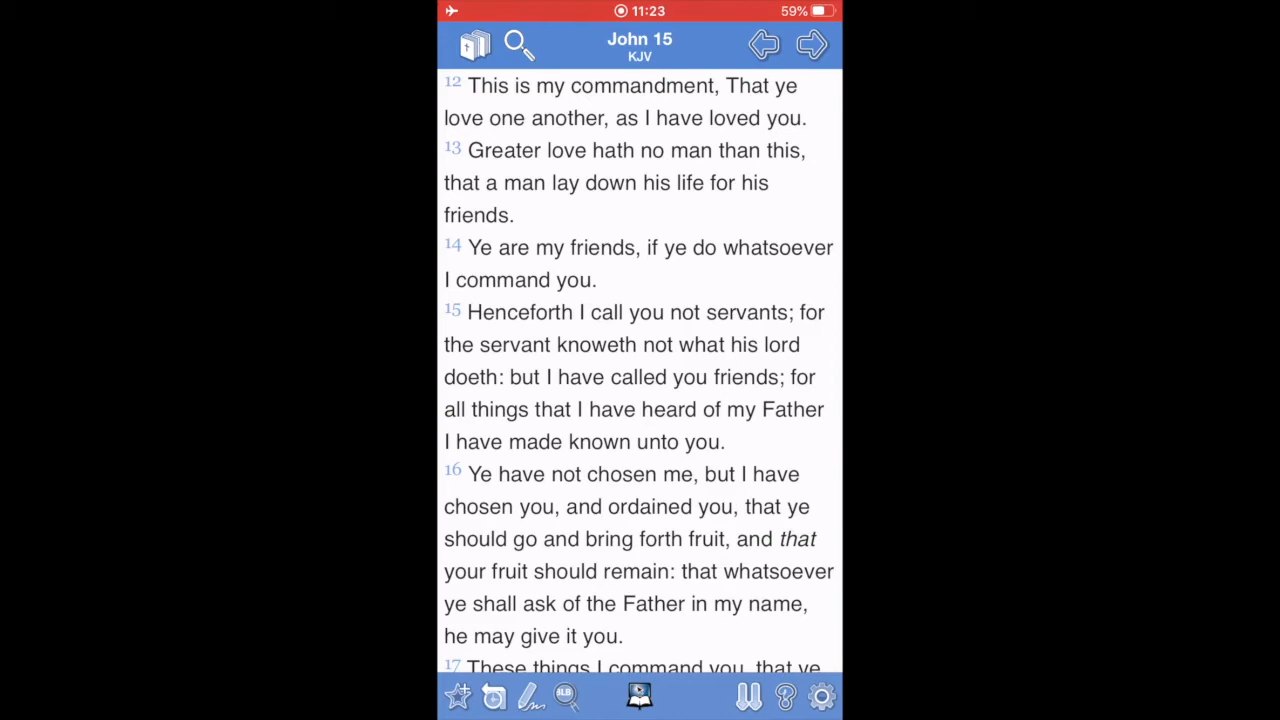 11:23
59%
John 15
KJV
12 This is my commandment, That ye
love one another, as I have loved you.
13 Greater love hath no man than this,
that a man lay down his life for his
friends.
14 Ye are my friends, if ye do whatsoever
I command you.
15 Henceforth I call you not servants; for
the servant knoweth not what his lord
doeth: but I have called you friends; for
all things that I have heard of my Father
I have made known unto you.
16 Ye have not chosen me, but I have
chosen you, and ordained you, that ye
should go and bring forth fruit, and that
your fruit should remain: that whatsoever
ye shall ask of the Father in my name,
he may give it you.
17 These things I command you, that ye
BLB